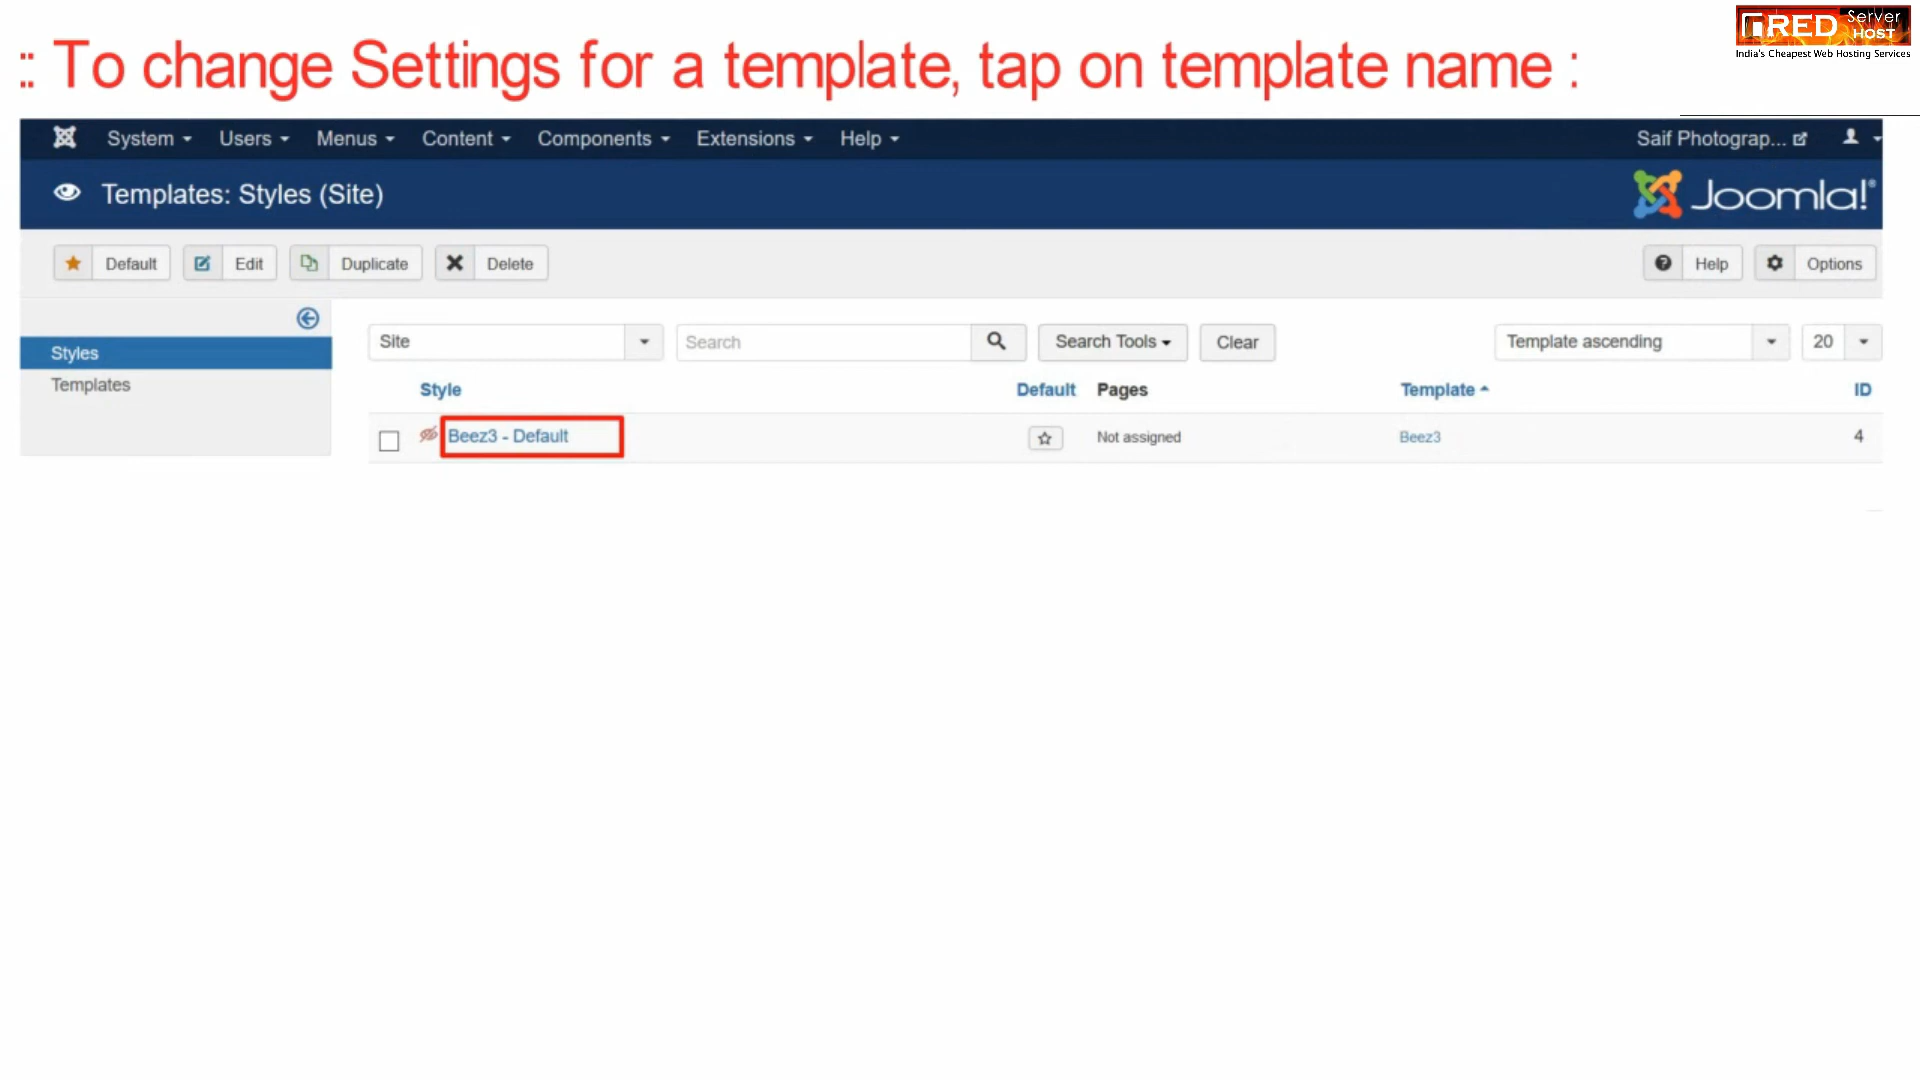 RED Server HOST
India's Cheapest Web Hosting Services
:: To change Settings for a template, tap on template name :
System Users Menus Content Components Extensions Help Saif Photograp...
Templates: Styles (Site) Joomla!®
Default Edit Duplicate Delete Help Options
Styles
Templates
Site Search Search Tools Clear Template ascending 20
Style Default Pages Template ID
Beez3 - Default Not assigned Beez3 4